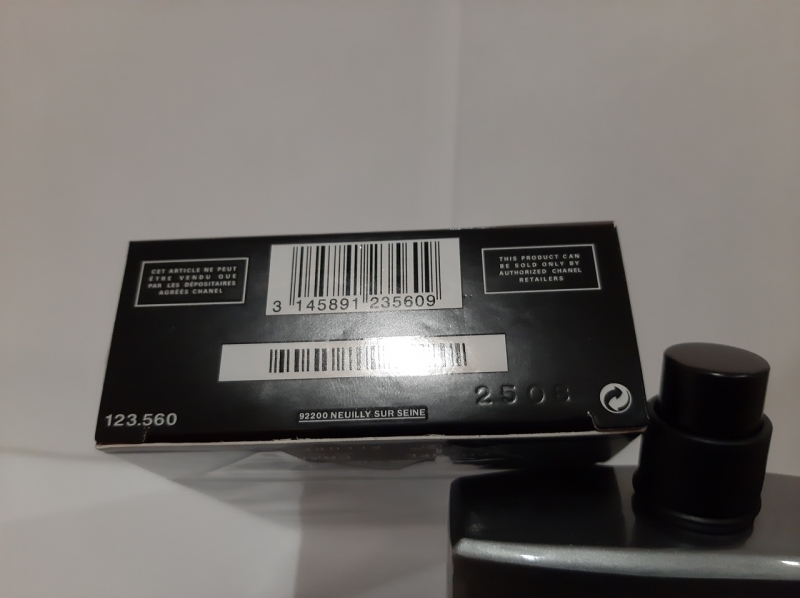 CET ARTICLE NE PEUT
ÊTRE VENDU QUE
PAR LES DÉPOSITAIRES
AGRÉÉS CHANEL
3 145891 235609
THIS PRODUCT CAN
BE SOLD ONLY BY
AUTHORIZED CHANEL
RETAILERS
123.560
92200 NEUILLY SUR SEINE